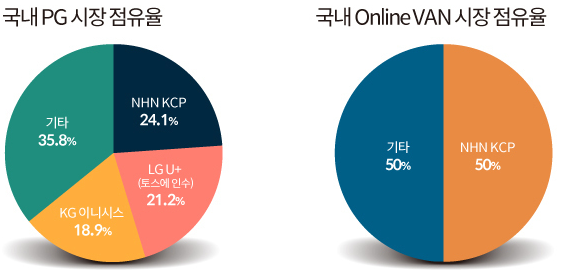 국내 PG 시장 점유율
NHN KCP
24.1%
LG U+
(토스에 인수)
21.2%
KG 이니시스
18.9%
기타
35.8%
국내 Online VAN 시장 점유율
NHN KCP
50%
기타
50%